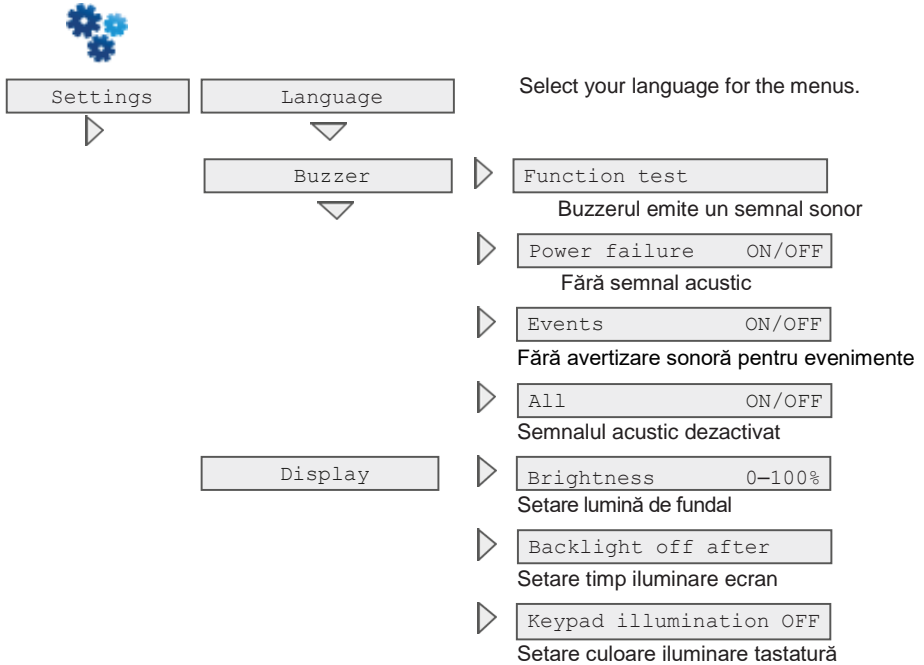 Settings Language Select your language for the menus.
Buzzer Function test
Buzzerul emite un semnal sonor
Power failure ON/OFF
Fără semnal acustic
Events ON/OFF
Fără avertizare sonoră pentru evenimente
All ON/OFF
Semnalul acustic dezactivat
Display Brightness 0–100%
Setare lumină de fundal
Backlight off after
Setare timp iluminare ecran
Keypad illumination OFF
Setare culoare iluminare tastatură